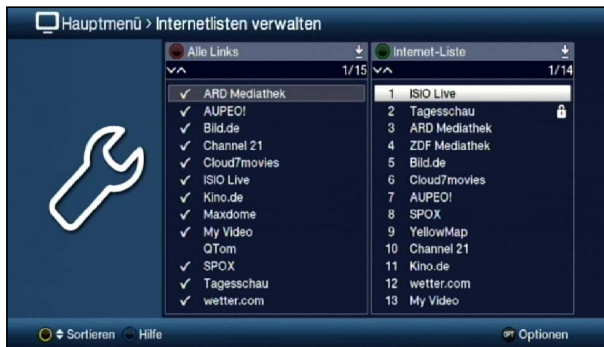 Hauptmenü > Internetlisten verwalten
Alle Links
1/15
✓ ARD Mediathek
✓ AUPEO!
✓ Bild.de
✓ Channel 21
✓ Cloud7movies
✓ ISIO Live
✓ Kino.de
✓ Maxdome
✓ My Video
QTom
✓ SPOX
✓ Tagesschau
✓ wetter.com
Internet-Liste
1/14
1 ISIO Live
2 Tagesschau
3 ARD Mediathek
4 ZDF Mediathek
5 Bild.de
6 Cloud7movies
7 AUPEO!
8 SPOX
9 YellowMap
10 Channel 21
11 Kino.de
12 wetter.com
13 My Video
Sortieren Hilfe
OPT Optionen